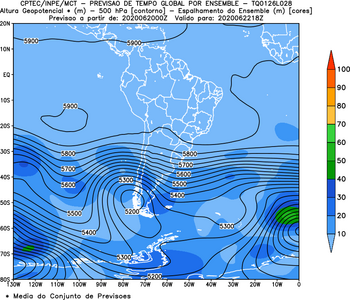 CPTEC/INPE/MCT - PREVISAO DE TEMPO GLOBAL POR ENSEMBLE - TQ0126L028
Altura Geopotencial * (m) - 500 hPa [contorno] - Espalhamento do Ensemble (m) [cores]
Previsao a partir de: 2020062000Z Valido para: 2020062218Z
20N
10N
EQ
10S
20S
30S
40S
50S
60S
70S
80S
130W 120W 110W 100W 90W 80W 70W 60W 50W 40W 30W 20W 10W 0
5900
5900
5900
5800
5700
5600
5500
5400
5300
5200
5800
5700
5600
5500
5400
5300
5300
5200
100
90
80
70
60
50
40
30
20
10
* Media do Conjunto de Previsoes